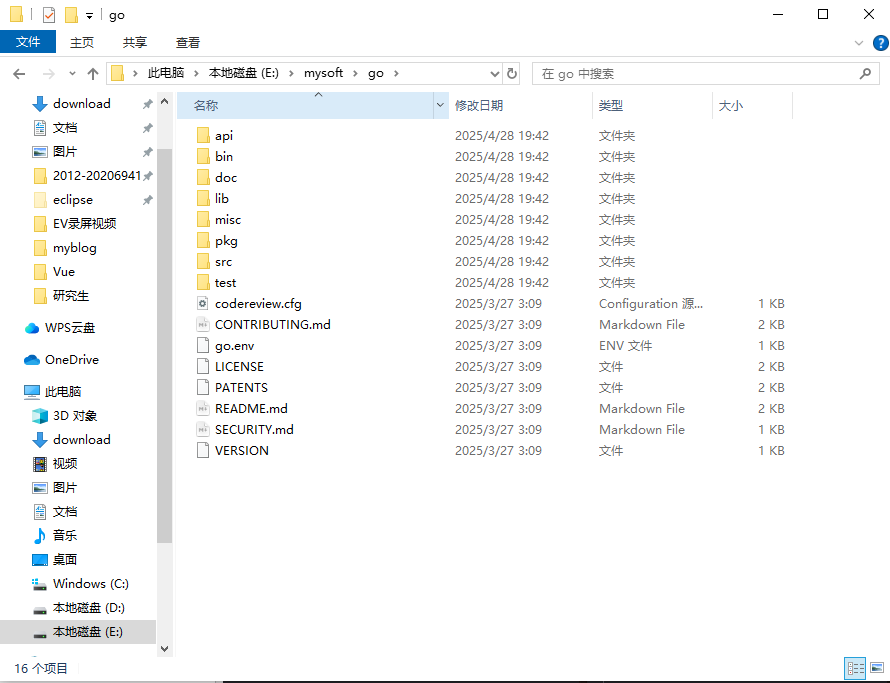 go
文件 主页 共享 查看
此电脑 本地磁盘 (E:) mysoft go 在 go 中搜索
download
文档
图片
2012-20206941
eclipse
EV录屏视频
myblog
Vue
研究生
WPS云盘
OneDrive
此电脑
3D 对象
download
视频
图片
文档
音乐
桌面
Windows (C:)
本地磁盘 (D:)
本地磁盘 (E:)
名称 修改日期 类型 大小
api 2025/4/28 19:42 文件夹
bin 2025/4/28 19:42 文件夹
doc 2025/4/28 19:42 文件夹
lib 2025/4/28 19:42 文件夹
misc 2025/4/28 19:42 文件夹
pkg 2025/4/28 19:42 文件夹
src 2025/4/28 19:42 文件夹
test 2025/4/28 19:42 文件夹
codereview.cfg 2025/3/27 3:09 Configuration 源... 1 KB
CONTRIBUTING.md 2025/3/27 3:09 Markdown File 2 KB
go.env 2025/3/27 3:09 ENV 文件 1 KB
LICENSE 2025/3/27 3:09 文件 2 KB
PATENTS 2025/3/27 3:09 文件 2 KB
README.md 2025/3/27 3:09 Markdown File 2 KB
SECURITY.md 2025/3/27 3:09 Markdown File 1 KB
VERSION 2025/3/27 3:09 文件 1 KB
16 个项目